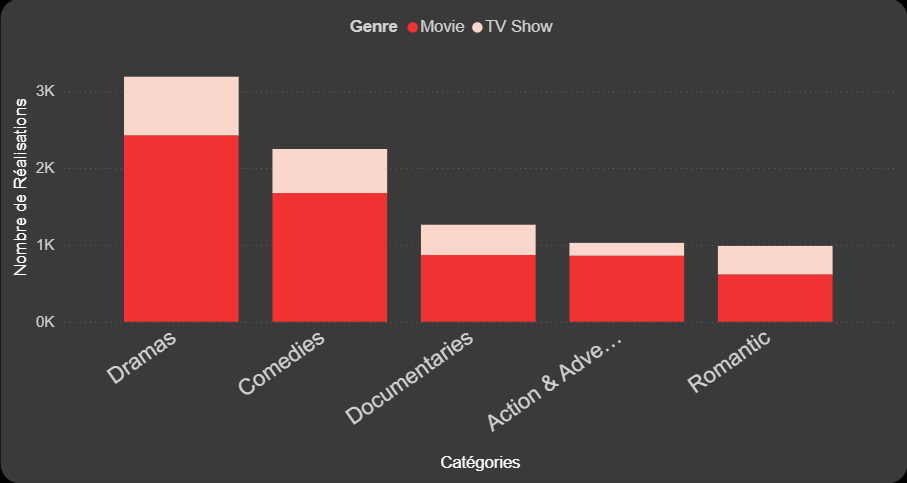 Genre Movie TV Show
Nombre de Réalisations
3K
2K
1K
0K
Dramas
Comedies
Documentaries
Action & Adve…
Romantic
Catégories